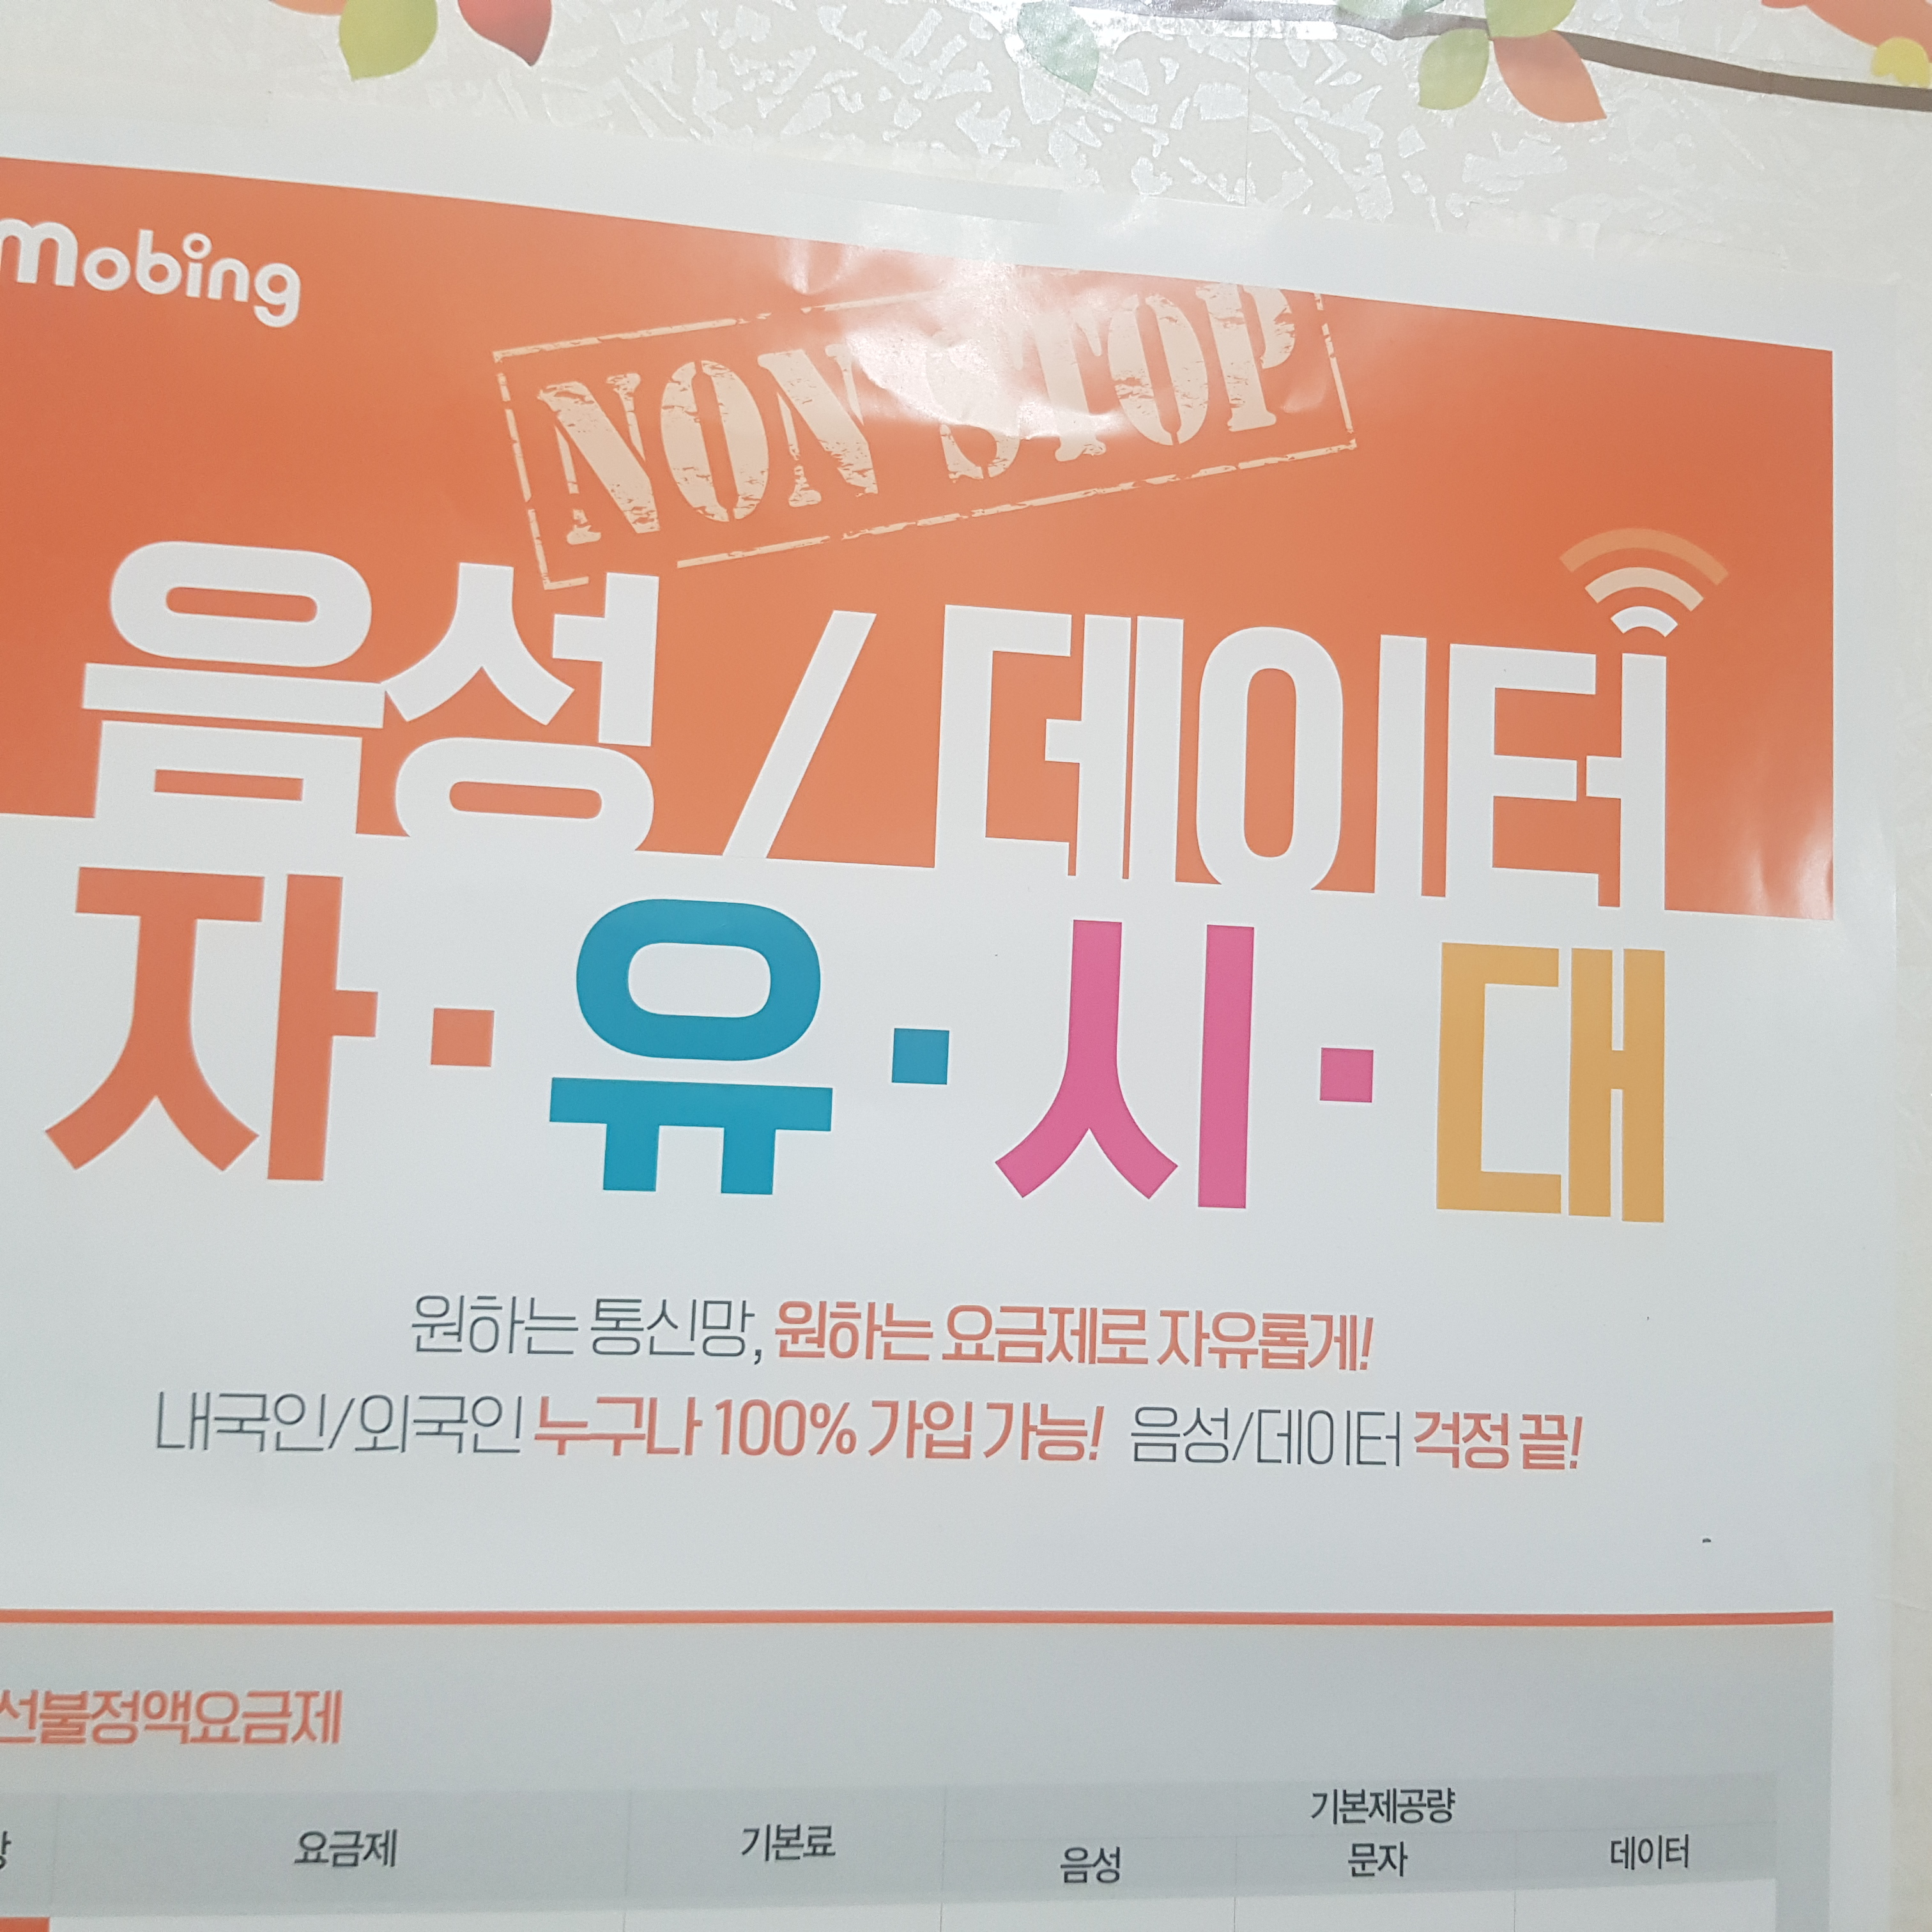 mobing
NON STOP
음성/데이터
자·유·시·대
원하는 통신망, 원하는 요금제로 자유롭게!
내국인/외국인 누구나 100% 가입 가능! 음성/데이터 걱정 끝!
선불정액요금제
요금제 기본료 기본제공량
음성 문자 데이터